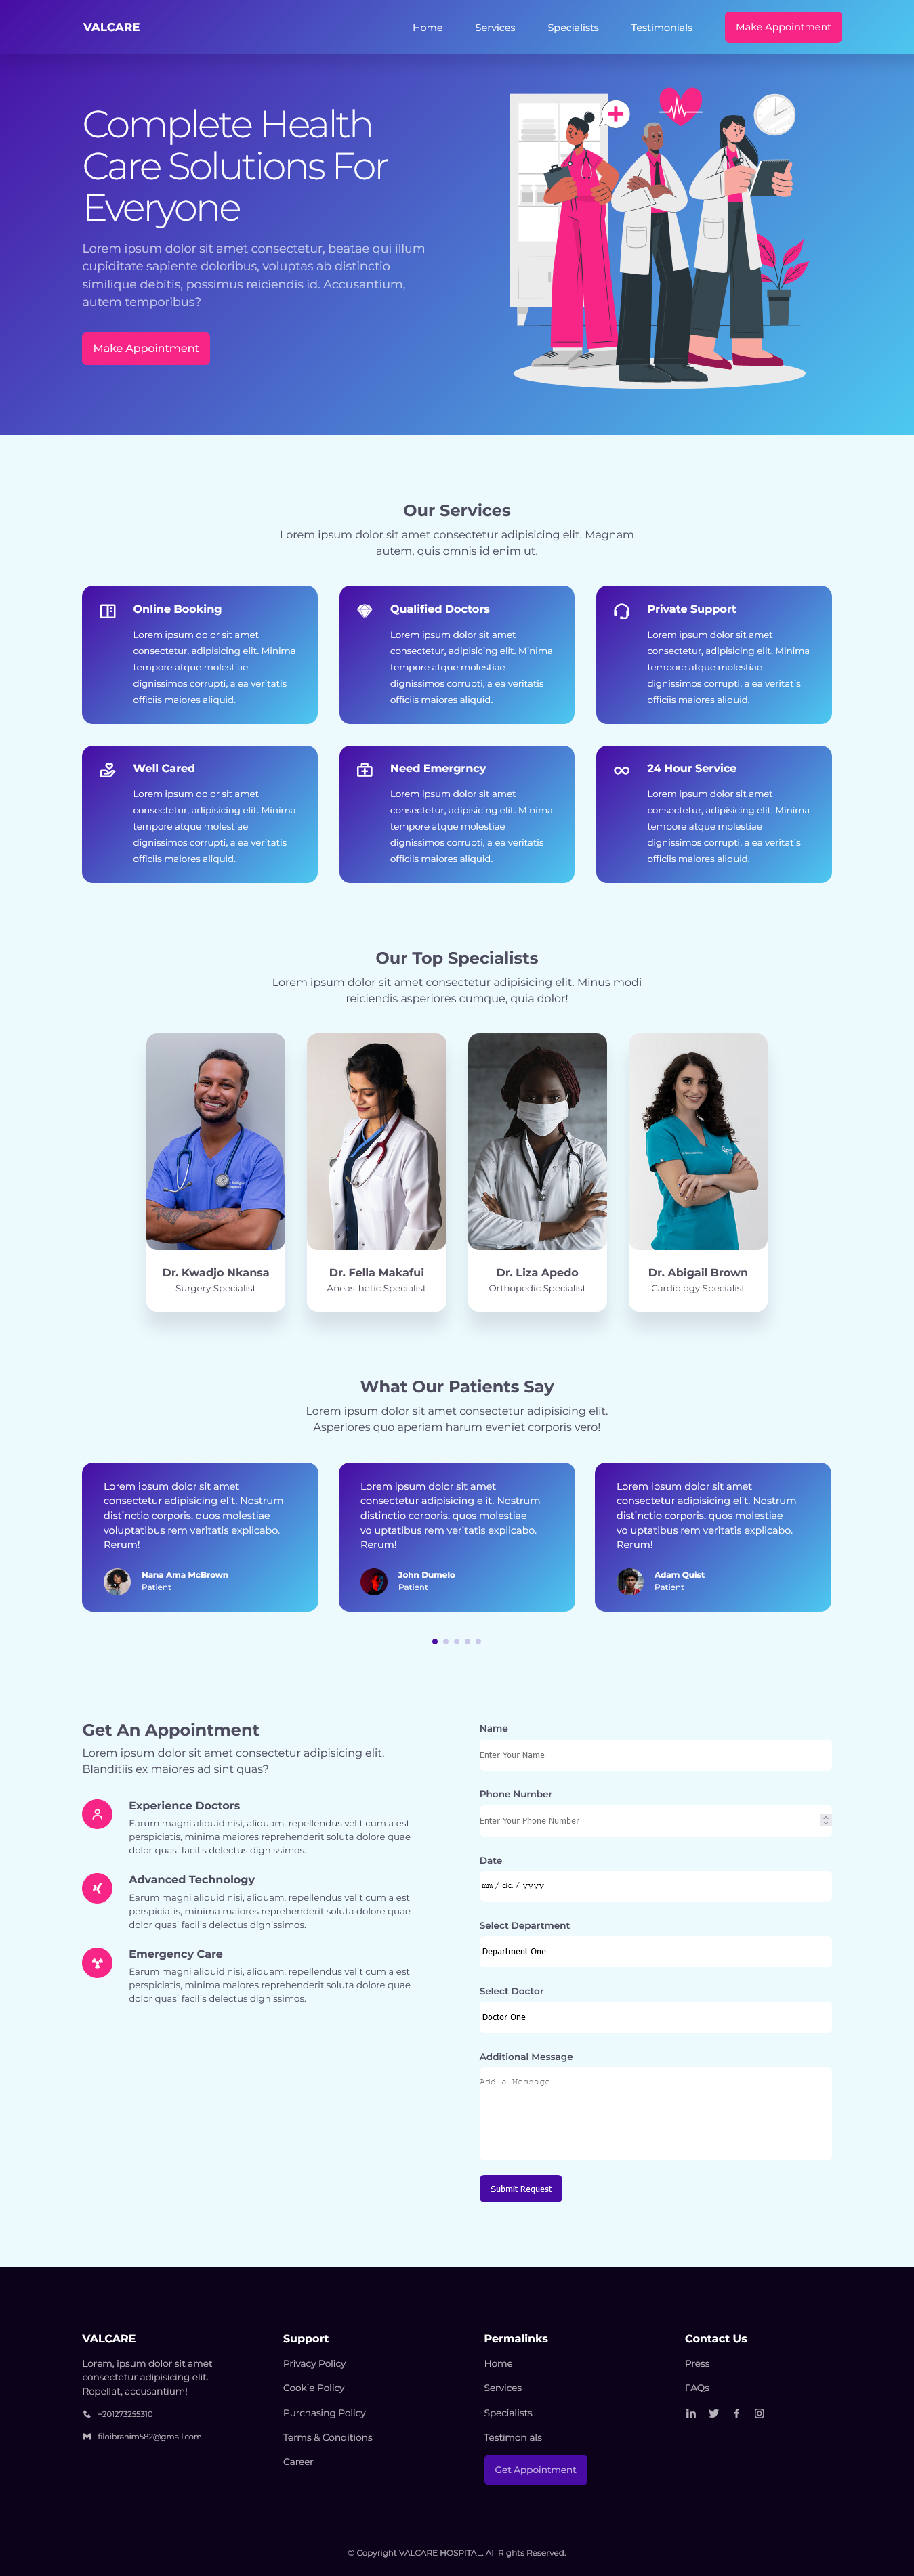 VALCARE
Home
Services
Specialists
Testimonials
Make Appointment
Complete Health
Care Solutions For
Everyone
Lorem ipsum dolor sit amet consectetur, beatae qui illum
cupiditate sapiente doloribus, voluptas ab distinctio
similique debitis, possimus reiciendis id. Accusantium,
autem temporibus?
Make Appointment
Our Services
Lorem ipsum dolor sit amet consectetur adipisicing elit. Magnam
autem, quis omnis id enim ut.
Online Booking
Lorem ipsum dolor sit amet
consectetur, adipisicing elit. Minima
tempore atque molestiae
dignissimos corrupti, a ea veritatis
officiis maiores aliquid.
Qualified Doctors
Lorem ipsum dolor sit amet
consectetur, adipisicing elit. Minima
tempore atque molestiae
dignissimos corrupti, a ea veritatis
officiis maiores aliquid.
Private Support
Lorem ipsum dolor sit amet
consectetur, adipisicing elit. Minima
tempore atque molestiae
dignissimos corrupti, a ea veritatis
officiis maiores aliquid.
Well Cared
Lorem ipsum dolor sit amet
consectetur, adipisicing elit. Minima
tempore atque molestiae
dignissimos corrupti, a ea veritatis
officiis maiores aliquid.
Need Emergrncy
Lorem ipsum dolor sit amet
consectetur, adipisicing elit. Minima
tempore atque molestiae
dignissimos corrupti, a ea veritatis
officiis maiores aliquid.
24 Hour Service
Lorem ipsum dolor sit amet
consectetur, adipisicing elit. Minima
tempore atque molestiae
dignissimos corrupti, a ea veritatis
officiis maiores aliquid.
Our Top Specialists
Lorem ipsum dolor sit amet consectetur adipisicing elit. Minus modi
reiciendis asperiores cumque, quia dolor!
Dr. Kwadjo Nkansa
Surgery Specialist
Dr. Fella Makafui
Aneasthetic Specialist
Dr. Liza Apedo
Orthopedic Specialist
Dr. Abigail Brown
Cardiology Specialist
What Our Patients Say
Lorem ipsum dolor sit amet consectetur adipisicing elit.
Asperiores quo aperiam harum eveniet corporis vero!
Lorem ipsum dolor sit amet
consectetur adipisicing elit. Nostrum
distinctio corporis, quos molestiae
voluptatibus rem veritatis explicabo.
Rerum!
Nana Ama McBrown
Patient
Lorem ipsum dolor sit amet
consectetur adipisicing elit. Nostrum
distinctio corporis, quos molestiae
voluptatibus rem veritatis explicabo.
Rerum!
John Dumelo
Patient
Lorem ipsum dolor sit amet
consectetur adipisicing elit. Nostrum
distinctio corporis, quos molestiae
voluptatibus rem veritatis explicabo.
Rerum!
Adam Quist
Patient
Get An Appointment
Lorem ipsum dolor sit amet consectetur adipisicing elit.
Blanditiis ex maiores ad sint quas?
Experience Doctors
Earum magni aliquid nisi, aliquam, repellendus velit cum a est
perspiciatis, minima maiores reprehenderit soluta dolore quae
dolor quasi facilis delectus dignissimos.
Advanced Technology
Earum magni aliquid nisi, aliquam, repellendus velit cum a est
perspiciatis, minima maiores reprehenderit soluta dolore quae
dolor quasi facilis delectus dignissimos.
Emergency Care
Earum magni aliquid nisi, aliquam, repellendus velit cum a est
perspiciatis, minima maiores reprehenderit soluta dolore quae
dolor quasi facilis delectus dignissimos.
Name
Enter Your Name
Phone Number
Enter Your Phone Number
Date
mm / dd / yyyy
Select Department
Department One
Select Doctor
Doctor One
Additional Message
Add a Message
Submit Request
VALCARE
Lorem, ipsum dolor sit amet
consectetur adipisicing elit.
Repellat, accusantium!
+201273255310
filoibrahim582@gmail.com
Support
Privacy Policy
Cookie Policy
Purchasing Policy
Terms & Conditions
Career
Permalinks
Home
Services
Specialists
Testimonials
Get Appointment
Contact Us
Press
FAQs
© Copyright VALCARE HOSPITAL. All Rights Reserved.